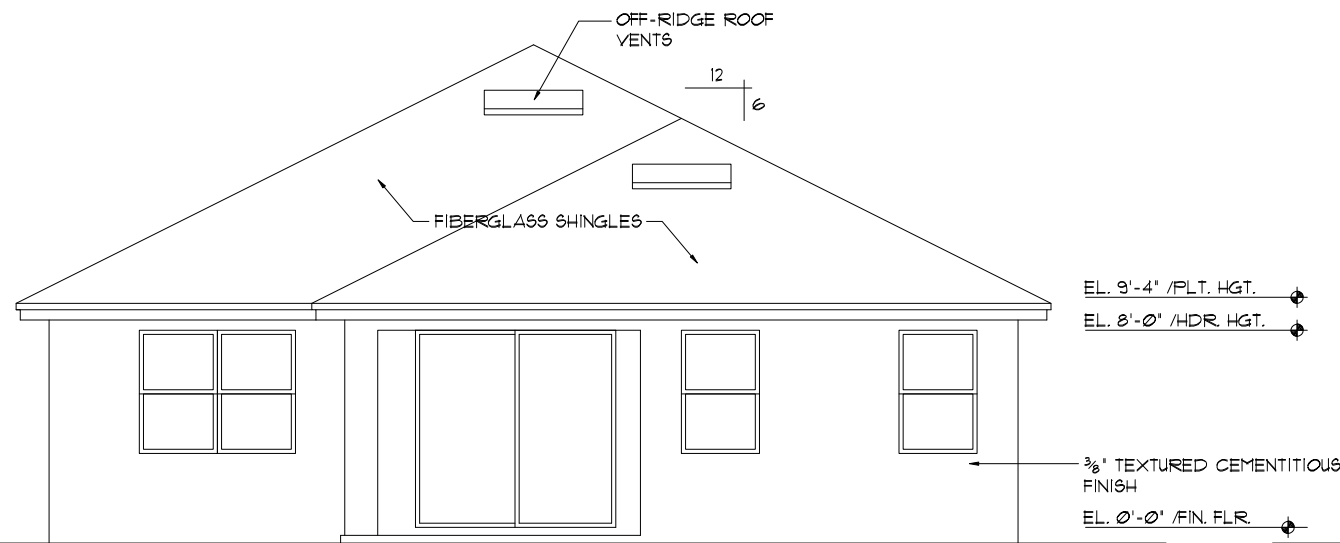 OFF-RIDGE ROOF
VENTS
12
6
FIBERGLASS SHINGLES
EL. 9'-4" /PLT. HGT.
EL. 8'-0" /HDR. HGT.
3/8" TEXTURED CEMENTITIOUS
FINISH
EL. 0'-0" /FIN. FLR.